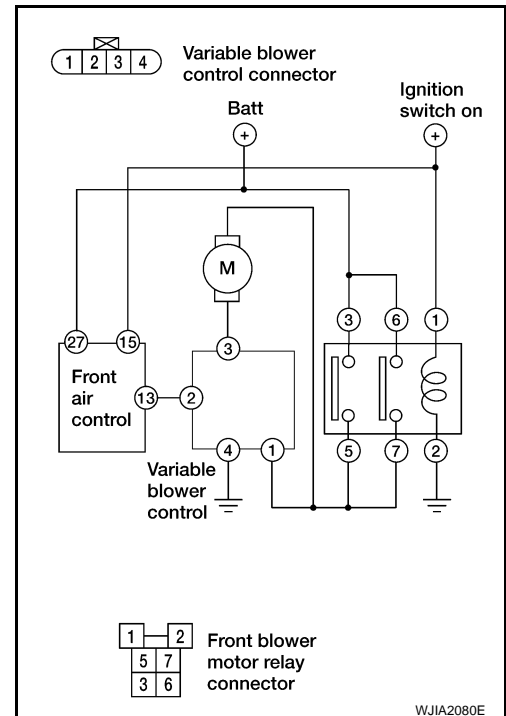 1 2 3 4
Variable blower
control connector
Batt
Ignition
switch on
+
+
M
3
6
1
27
15
3
Front
air
control
13
2
4
1
5
7
2
Variable
blower
control
1 2
5 7
3 6
Front blower
motor relay
connector
WJIA2080E